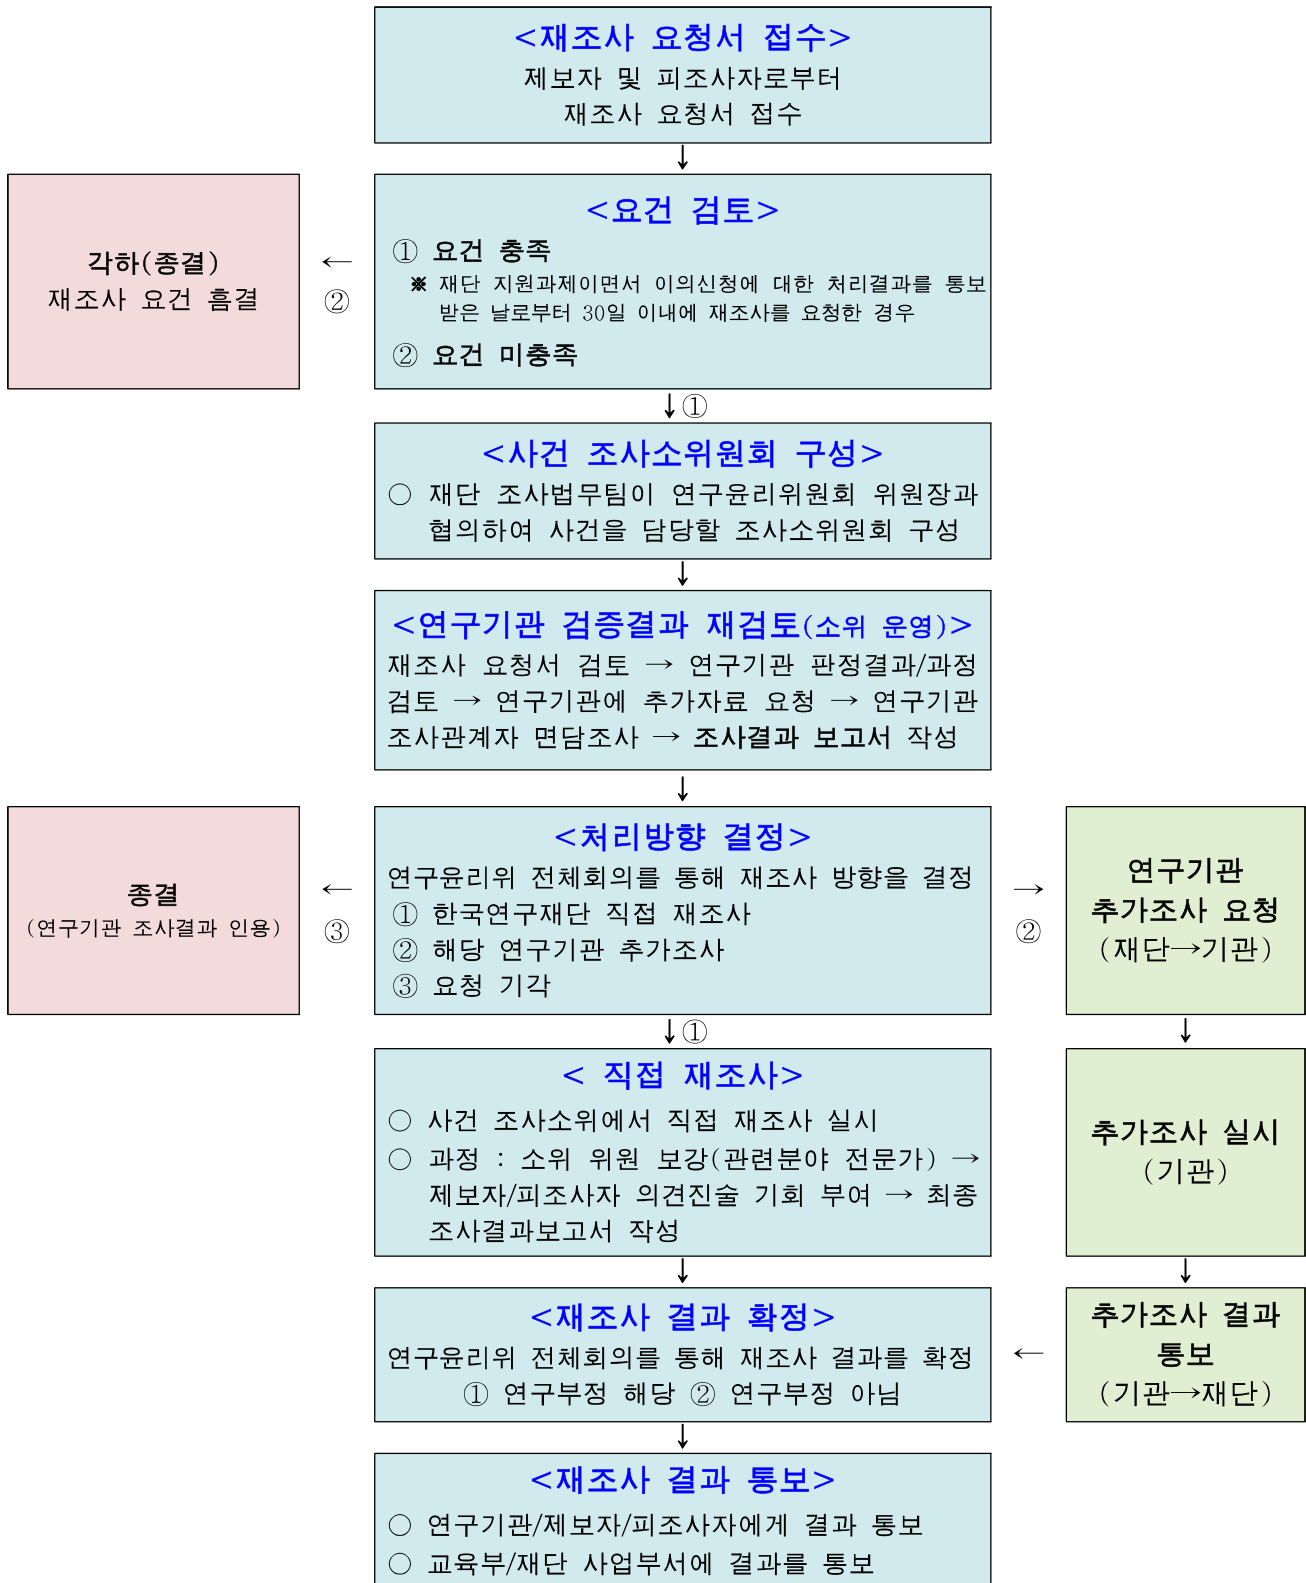 <재조사 요청서 접수>
제보자 및 피조사자로부터
재조사 요청서 접수
↓
<요건 검토>
① 요건 충족
※ 재단 지원과제이면서 이의신청에 대한 처리결과를 통보
받은 날로부터 30일 이내에 재조사를 요청한 경우
② 요건 미충족
←
②
각하(종결)
재조사 요건 흠결
↓ ①
<사건 조사소위원회 구성>
○ 재단 조사법무팀이 연구윤리위원회 위원장과
협의하여 사건을 담당할 조사소위원회 구성
↓
<연구기관 검증결과 재검토(소위 운영)>
재조사 요청서 검토 → 연구기관 판정결과/과정
검토 → 연구기관에 추가자료 요청 → 연구기관
조사관계자 면담조사 → 조사결과 보고서 작성
↓
<처리방향 결정>
연구윤리위 전체회의를 통해 재조사 방향을 결정
① 한국연구재단 직접 재조사
② 해당 연구기관 추가조사
③ 요청 기각
←
③
종결
(연구기관 조사결과 인용)
→
②
연구기관
추가조사 요청
(재단→기관)
↓ ①
< 직접 재조사>
○ 사건 조사소위에서 직접 재조사 실시
○ 과정 : 소위 위원 보강(관련분야 전문가) →
제보자/피조사자 의견진술 기회 부여 → 최종
조사결과보고서 작성
↓
추가조사 실시
(기관)
↓
추가조사 결과
통보
(기관→재단)
←
↓
<재조사 결과 확정>
연구윤리위 전체회의를 통해 재조사 결과를 확정
① 연구부정 해당 ② 연구부정 아님
↓
<재조사 결과 통보>
○ 연구기관/제보자/피조사자에게 결과 통보
○ 교육부/재단 사업부서에 결과를 통보